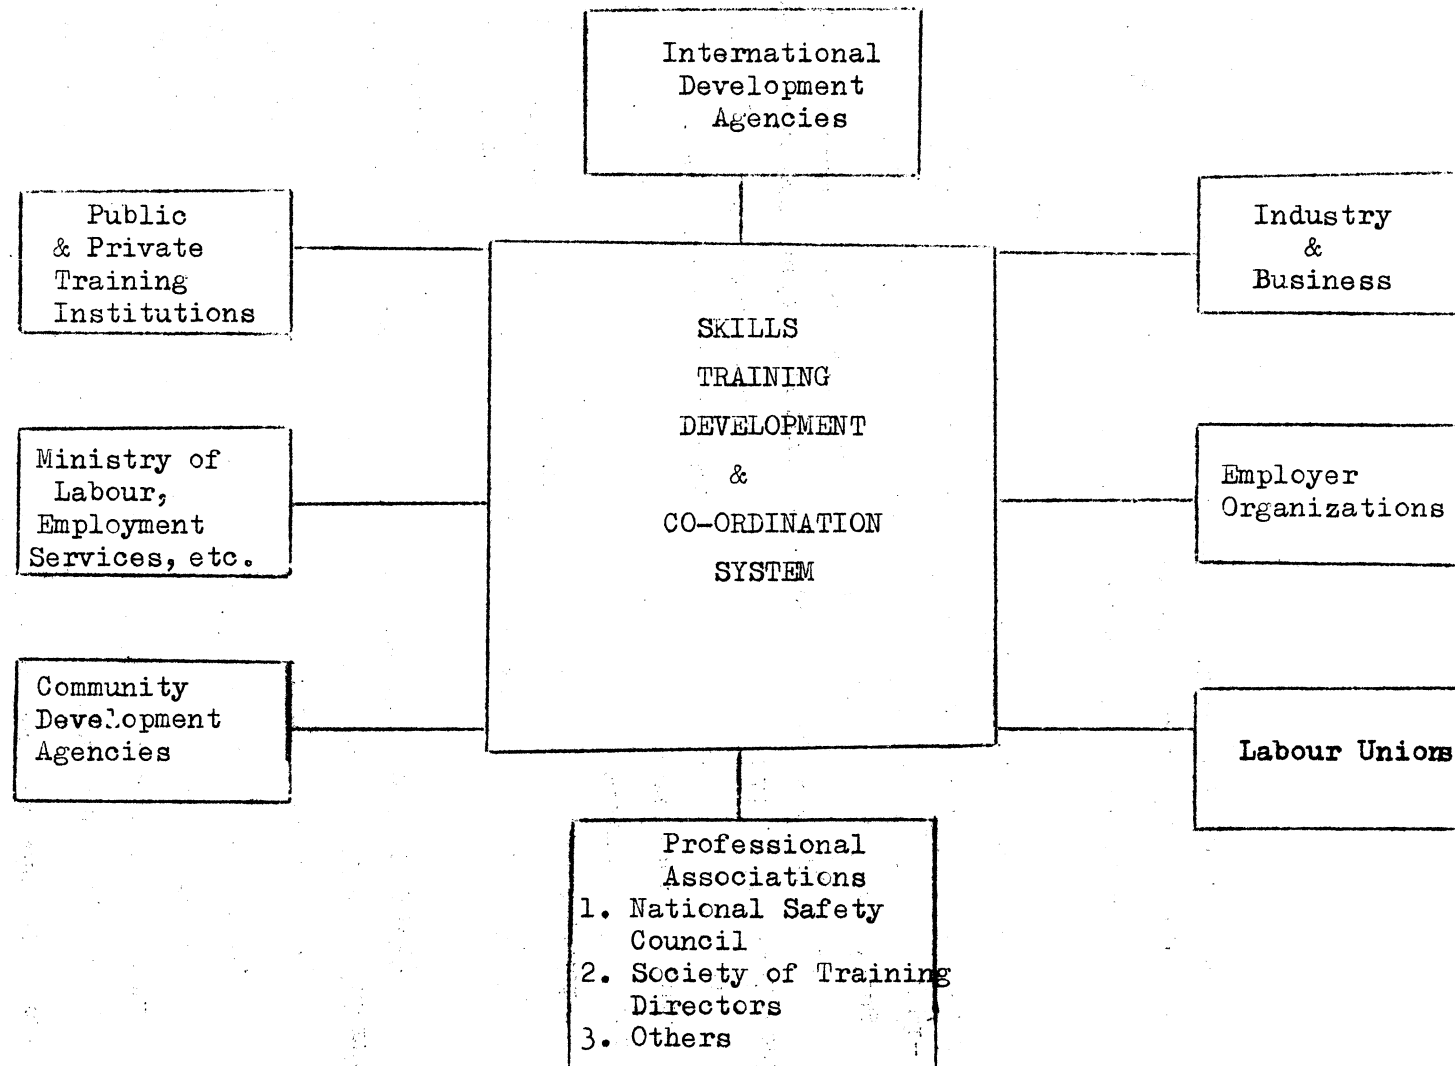 International
Development
Agencies
Public
& Private
Training
Institutions
Industry
&
Business
SKILLS
TRAINING
DEVELOPMENT
&
CO-ORDINATION
SYSTEM
Ministry of
Labour,
Employment
Services, etc.
Employer
Organizations
Community
Development
Agencies
Labour Unions
Professional
Associations
1. National Safety
Council
2. Society of Training
Directors
3. Others